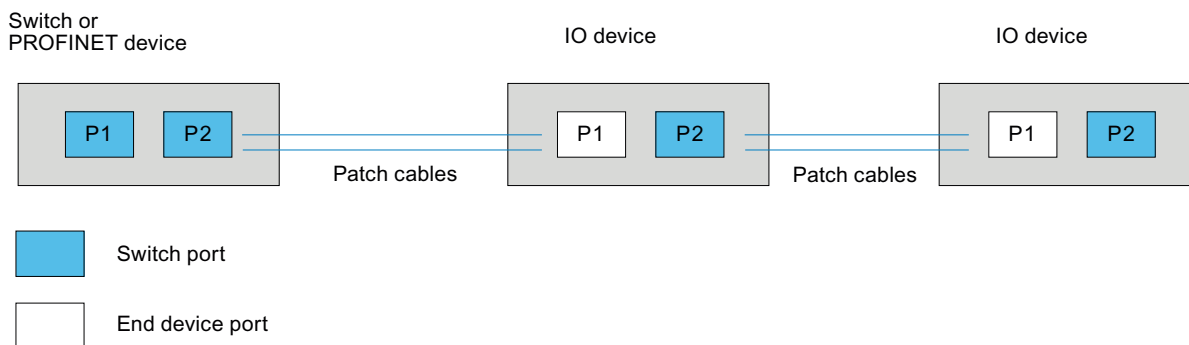 Switch or
PROFINET device
IO device
IO device
P1
P2
P1
P2
P1
P2
Patch cables
Patch cables
Switch port
End device port